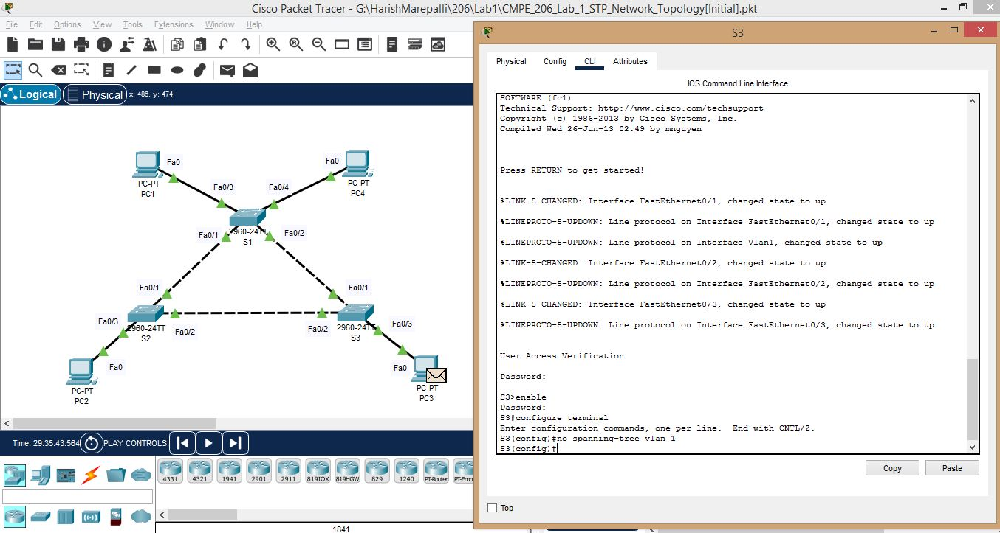 Cisco Packet Tracer - G:\HarishMarepalli\206\Lab1\CMPE_206_Lab_1_STP_Network_Topology[Initial].pkt
File Edit Options View Tools Extensions Window Help
Logical Physical x: 486, y: 474
Fa0
PC-PT
PC1
Fa0
PC-PT
PC4
Fa0/3
Fa0/4
2960-24TT
S1
Fa0/1
Fa0/2
Fa0/1
Fa0/1
2960-24TT
S2
Fa0/3
Fa0/2
2960-24TT
S3
Fa0/2
Fa0/3
Fa0
PC-PT
PC2
Fa0
PC-PT
PC3
Time: 29:35:43.564 PLAY CONTROLS:
4331 4321 1941 2901 2911 819IOX 819HGW 829 1240 PT-Router PT-Emp
1841
S3
Physical Config CLI Attributes
IOS Command Line Interface
SOFTWARE (fc1)
Technical Support: http://www.cisco.com/techsupport
Copyright (c) 1986-2013 by Cisco Systems, Inc.
Compiled Wed 26-Jun-13 02:49 by mnguyen
Press RETURN to get started!
%LINK-5-CHANGED: Interface FastEthernet0/1, changed state to up
%LINEPROTO-5-UPDOWN: Line protocol on Interface FastEthernet0/1, changed state to up
%LINEPROTO-5-UPDOWN: Line protocol on Interface Vlan1, changed state to up
%LINK-5-CHANGED: Interface FastEthernet0/2, changed state to up
%LINEPROTO-5-UPDOWN: Line protocol on Interface FastEthernet0/2, changed state to up
%LINK-5-CHANGED: Interface FastEthernet0/3, changed state to up
%LINEPROTO-5-UPDOWN: Line protocol on Interface FastEthernet0/3, changed state to up
User Access Verification
Password:
S3>enable
Password:
S3#configure terminal
Enter configuration commands, one per line. End with CNTL/Z.
S3(config)#no spanning-tree vlan 1
S3(config)#
Copy Paste
Top